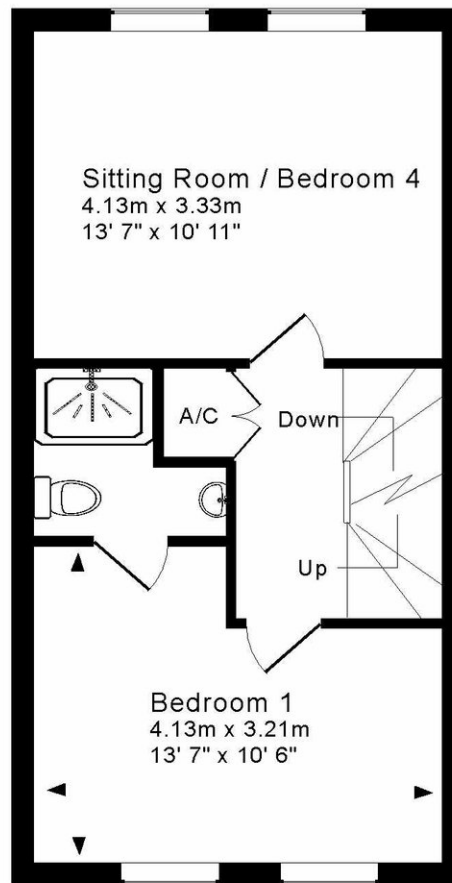 Sitting Room / Bedroom 4
4.13m x 3.33m
13' 7" x 10' 11"
A/C
Down
Up
Bedroom 1
4.13m x 3.21m
13' 7" x 10' 6"